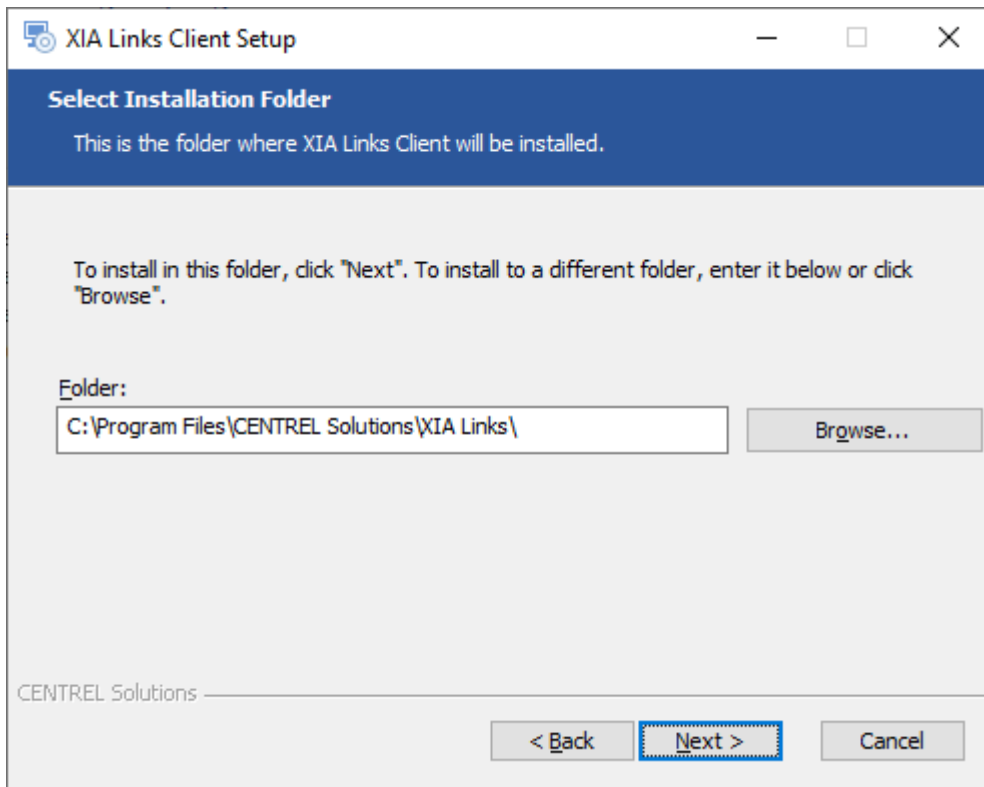 XIA Links Client Setup
Select Installation Folder
This is the folder where XIA Links Client will be installed.
To install in this folder, click "Next". To install to a different folder, enter it below or click
"Browse".
Folder:
C:\Program Files\CENTREL Solutions\XIA Links\
Browse...
CENTREL Solutions
< Back
Next >
Cancel